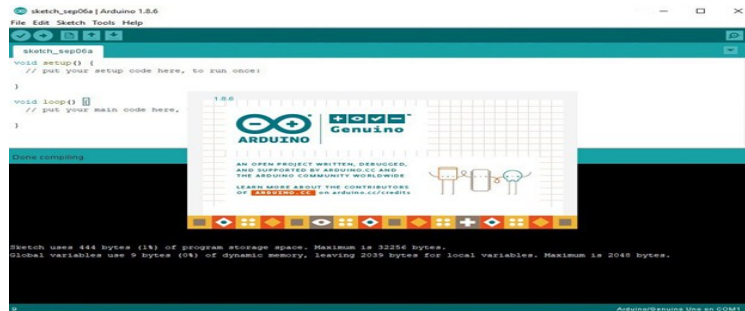 sketch_sep06a | Arduino 1.8.6
File Edit Sketch Tools Help
sketch_sep06a
void setup() {
// put your setup code here, to run once:
}
void loop() {
// put your main code here,
}
1.8.6
ARDUINO
Genuino
AN OPEN PROJECT WRITTEN, DEBUGGED,
AND SUPPORTED BY ARDUINO.CC AND
THE ARDUINO COMMUNITY WORLDWIDE
LEARN MORE ABOUT THE CONTRIBUTORS
OF ARDUINO.CC on arduino.cc/credits
Done compiling.
Sketch uses 444 bytes (1%) of program storage space. Maximum is 32256 bytes.
Global variables use 9 bytes (0%) of dynamic memory, leaving 2039 bytes for local variables. Maximum is 2048 bytes.
9
Arduino/Genuino Uno on COM1